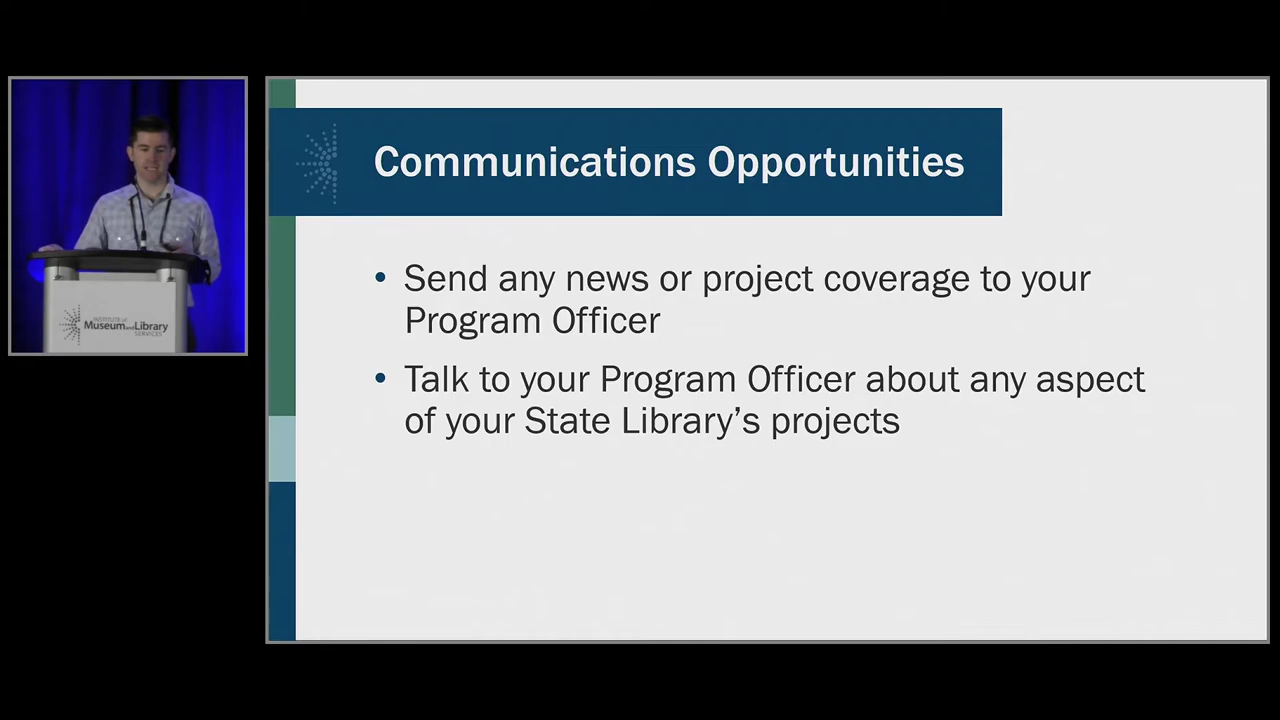 Communications Opportunities
• Send any news or project coverage to your
Program Officer
• Talk to your Program Officer about any aspect
of your State Library’s projects
INSTITUTE of
Museum and Library
SERVICES